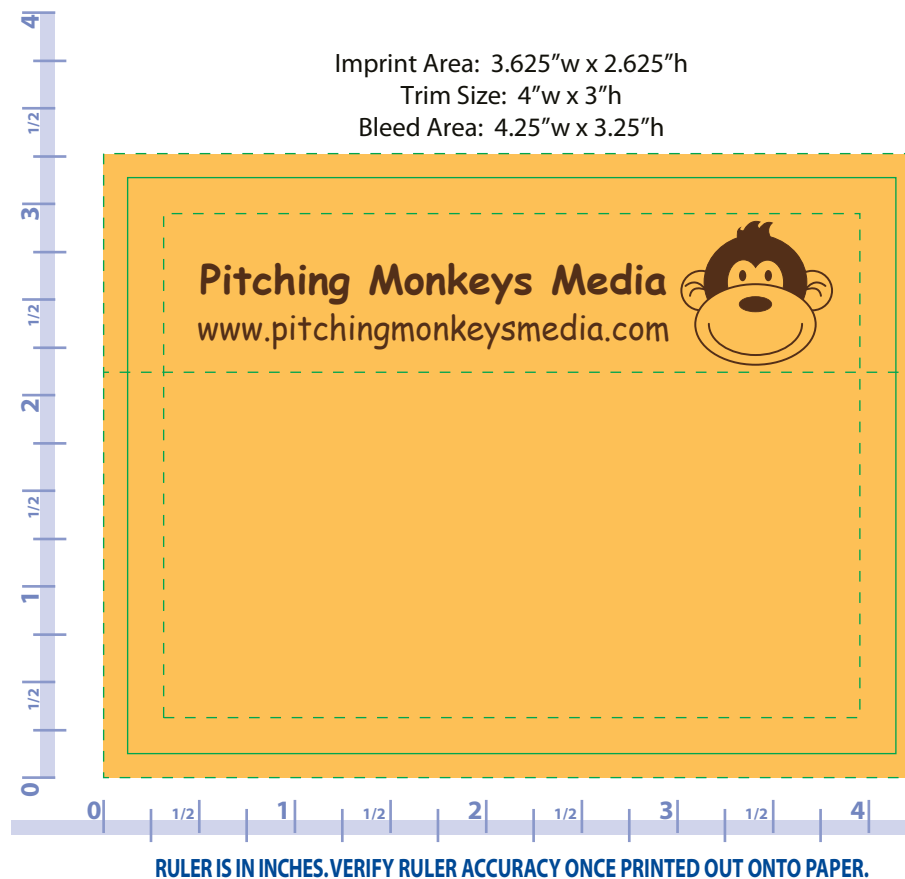 4
Imprint Area: 3.625”w x 2.625”h
Trim Size: 4”w x 3”h
Bleed Area: 4.25”w x 3.25”h
1/2
3
Pitching Monkeys Media
www.pitchingmonkeysmedia.com
1/2
2
1/2
1
1/2
0
0 1/2 1 1/2 2 1/2 3 1/2 4
RULER IS IN INCHES. VERIFY RULER ACCURACY ONCE PRINTED OUT ONTO PAPER.